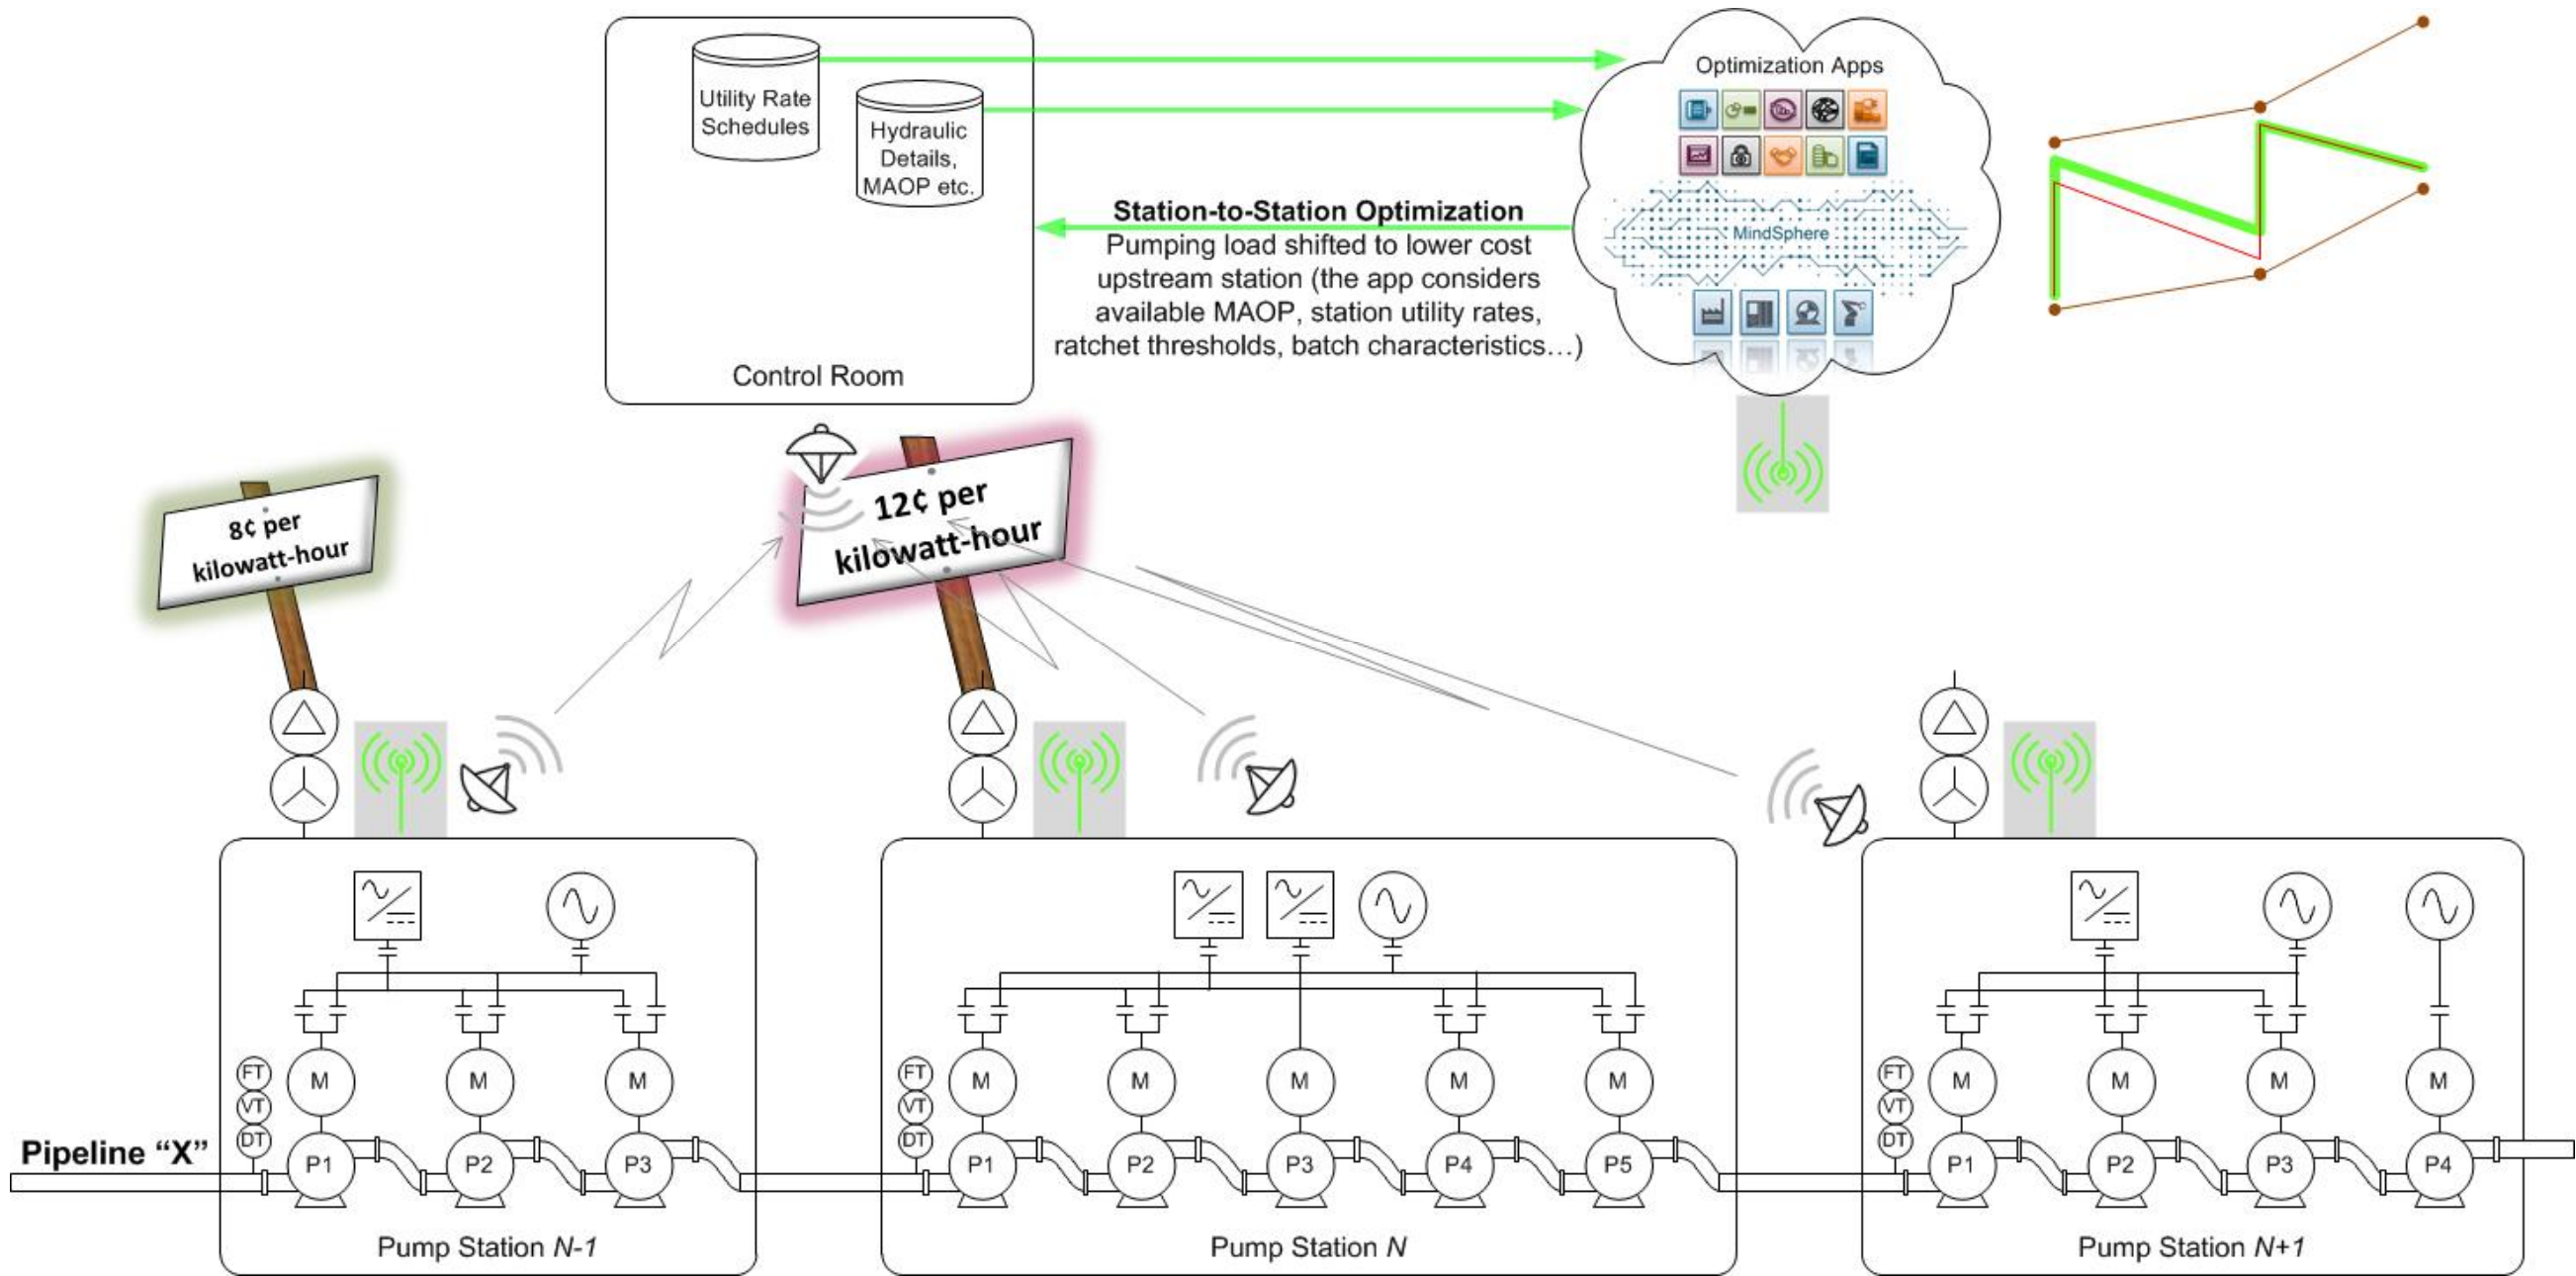 Utility Rate
Schedules
Hydraulic
Details,
MAOP etc.
Control Room
Station-to-Station Optimization
Pumping load shifted to lower cost
upstream station (the app considers
available MAOP, station utility rates,
ratchet thresholds, batch characteristics…)
Optimization Apps
MindSphere
8¢ per
kilowatt-hour
12¢ per
kilowatt-hour
Pipeline “X”
FT
VT
DT
M
M
M
P1
P2
P3
Pump Station N-1
FT
VT
DT
M
M
M
M
M
P1
P2
P3
P4
P5
Pump Station N
FT
VT
DT
M
M
M
M
P1
P2
P3
P4
Pump Station N+1